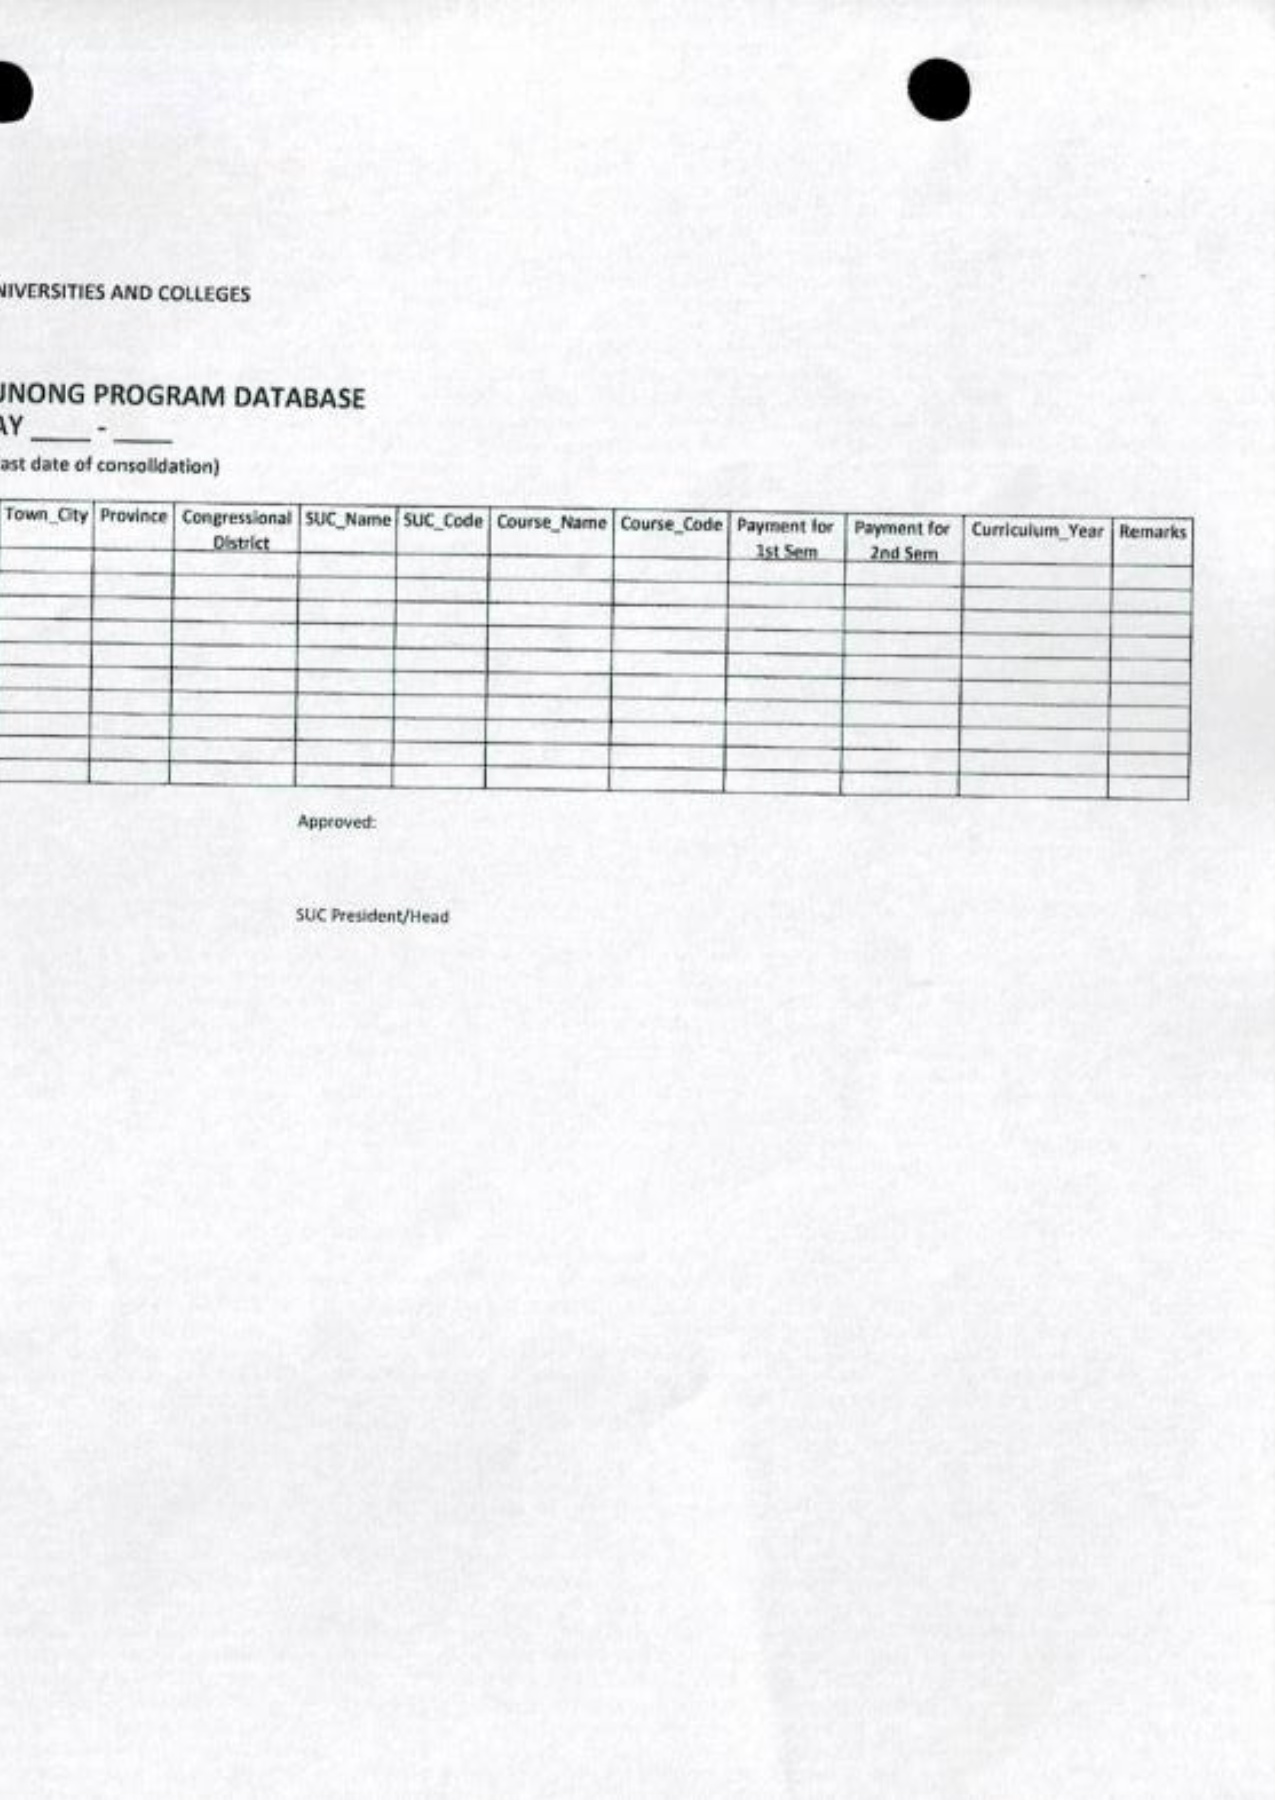 NIVERSITIES AND COLLEGES
UNONG PROGRAM DATABASE
AY ____ - ____
ast date of consolidation)
Town_City Province Congressional District SUC_Name SUC_Code Course_Name Course_Code Payment for 1st Sem Payment for 2nd Sem Curriculum_Year Remarks
Approved:
SUC President/Head